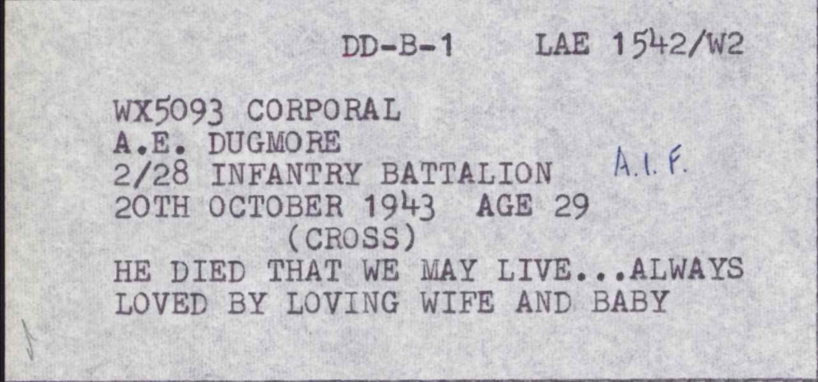 DD-B-1 LAE 1542/W2
WX5093 CORPORAL
A.E. DUGMORE
2/28 INFANTRY BATTALION A.I.F.
20TH OCTOBER 1943 AGE 29
(CROSS)
HE DIED THAT WE MAY LIVE...ALWAYS
LOVED BY LOVING WIFE AND BABY